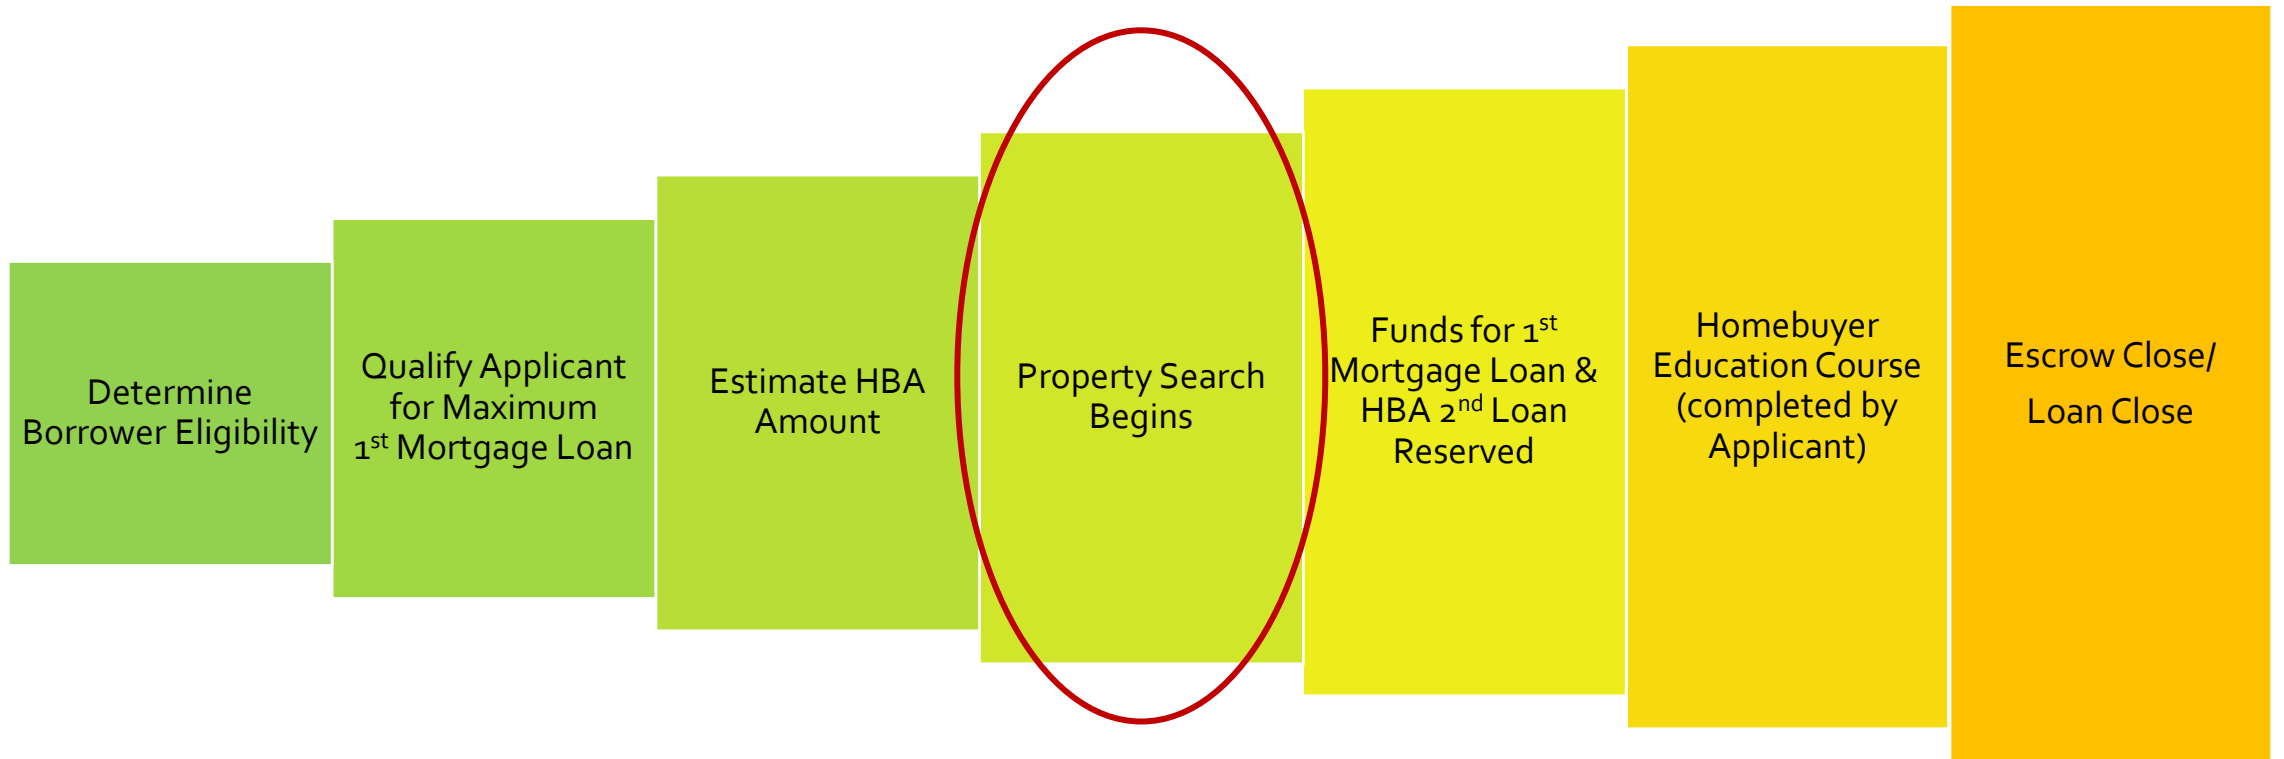 Determine
Borrower Eligibility
Qualify Applicant
for Maximum
1st Mortgage Loan
Estimate HBA
Amount
Property Search
Begins
Funds for 1st
Mortgage Loan &
HBA 2nd Loan
Reserved
Homebuyer
Education Course
(completed by
Applicant)
Escrow Close/
Loan Close